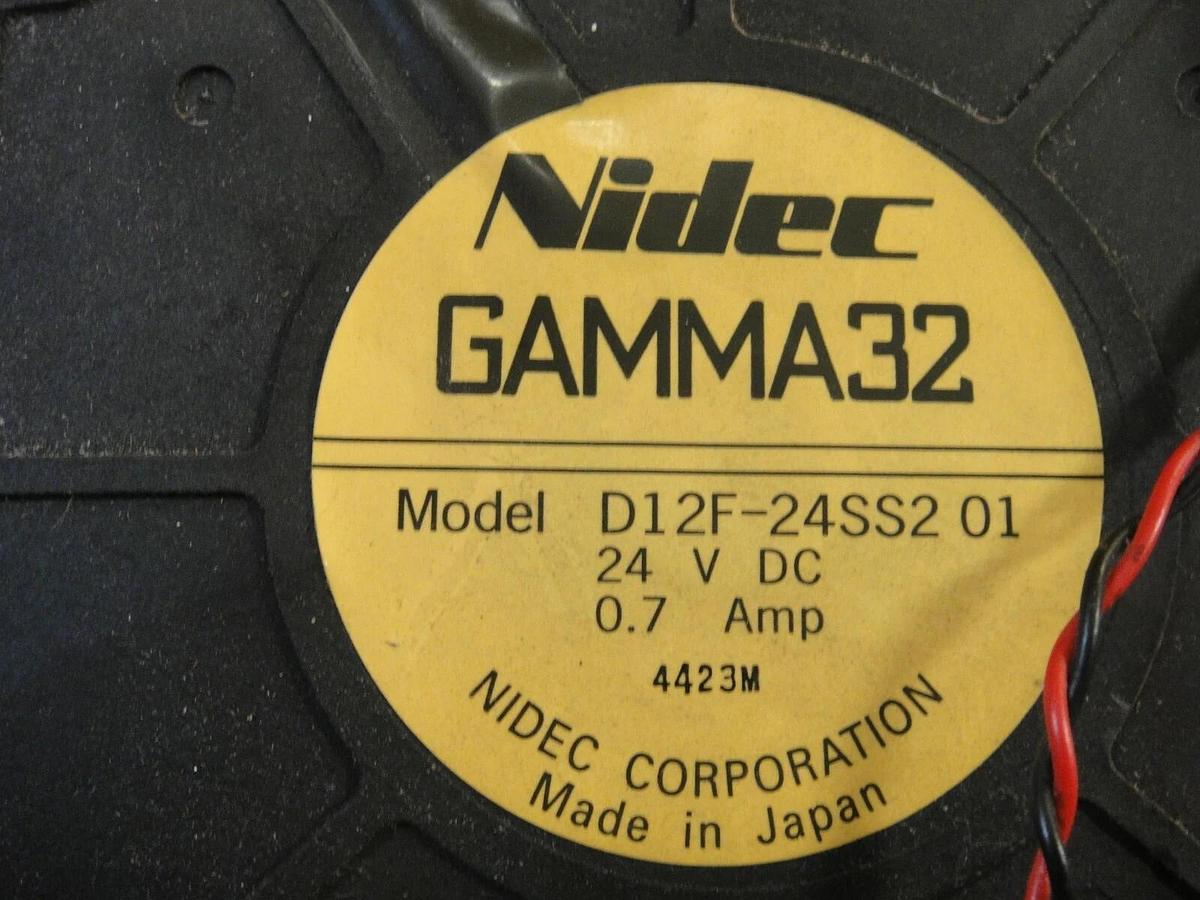 Nidec
GAMMA32
Model D12F-24SS2 01
24 V DC
0.7 Amp
4423M
NIDEC CORPORATION
Made in Japan